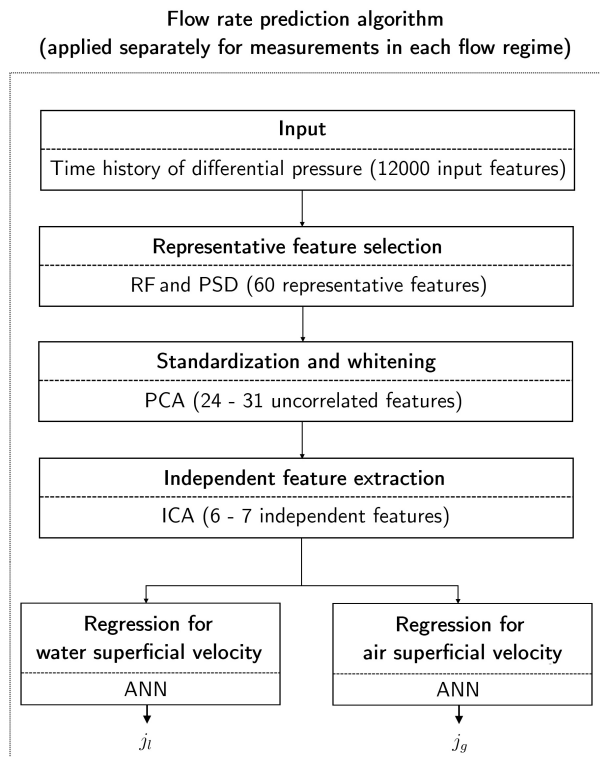 Flow rate prediction algorithm
(applied separately for measurements in each flow regime)
Input
Time history of differential pressure (12000 input features)
Representative feature selection
RF and PSD (60 representative features)
Standardization and whitening
PCA (24 - 31 uncorrelated features)
Independent feature extraction
ICA (6 - 7 independent features)
Regression for
water superficial velocity
ANN
j_l
Regression for
air superficial velocity
ANN
j_g